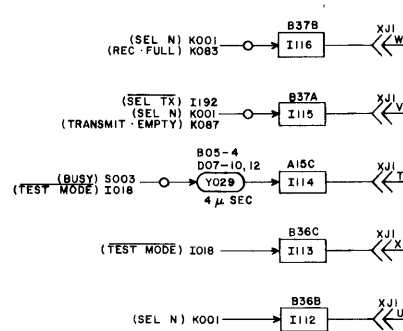 B37B
XJ1
(SEL N) K001
(REC·FULL) K083
I116
W
B37A
XJ1
(SEL TX) I192
(SEL N) K001
(TRANSMIT·EMPTY) K087
I115
V
B05-4
D07-10,12
A15C
XJ1
(BUSY) S003
(TEST MODE) I018
Y029
I114
T
4 μ SEC
B36C
XJ1
(TEST MODE) I018
I113
X
B36B
XJ1
(SEL N) K001
I112
U